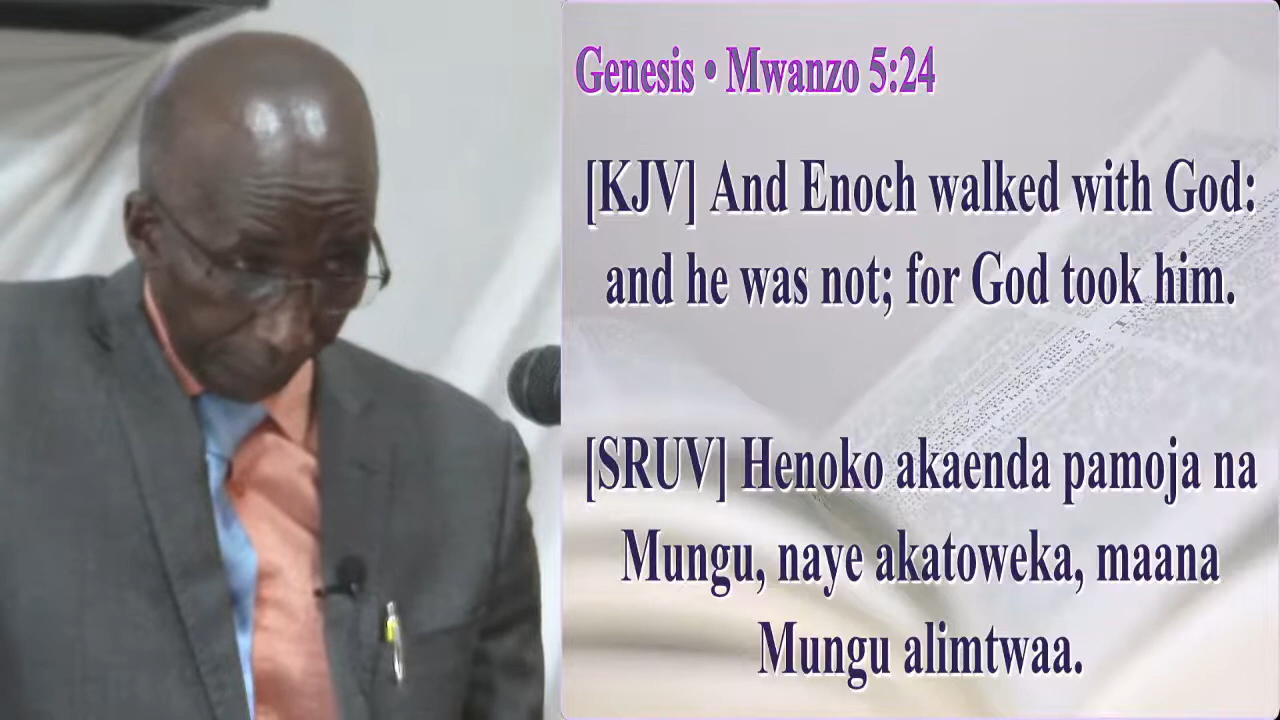 Genesis • Mwanzo 5:24
[KJV] And Enoch walked with God:
and he was not; for God took him.
[SRUV] Henoko akaenda pamoja na
Mungu, naye akatoweka, maana
Mungu alimtwaa.